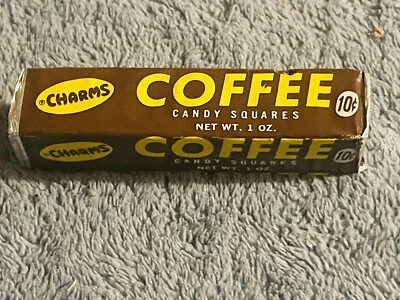 CHARMS
COFFEE
10¢
CANDY SQUARES
NET WT. 1 OZ.
CHARMS
COFFEE
10¢
CANDY SQUARES
NET WT. 1 OZ.